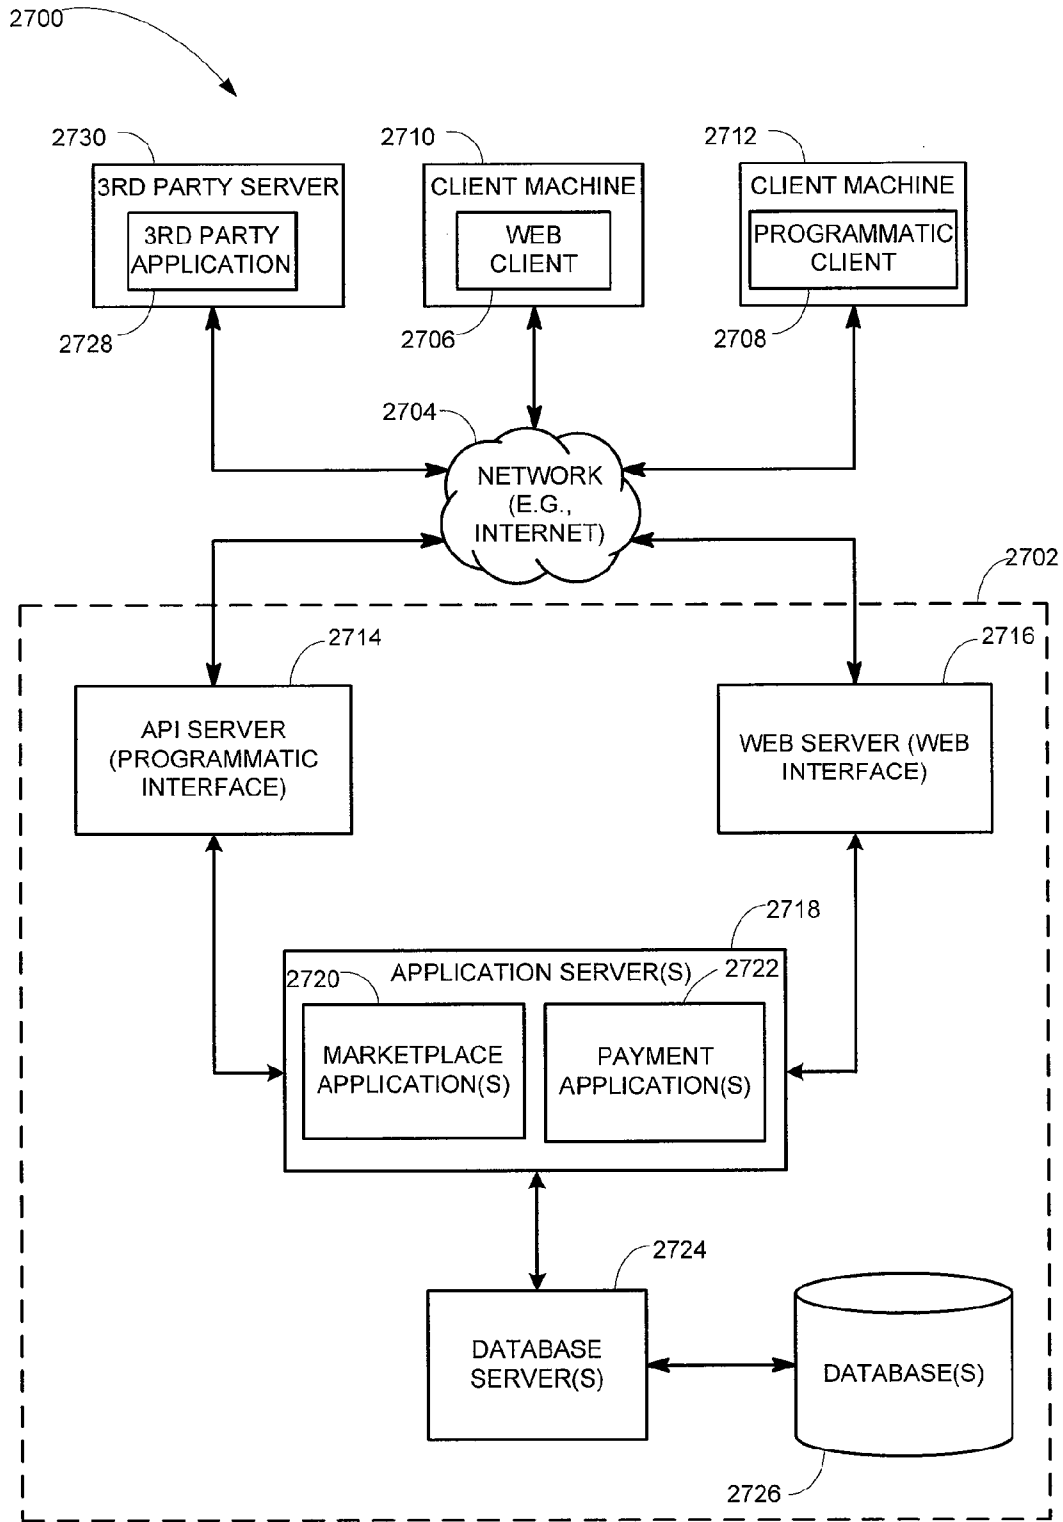 2700
2730
2710
2712
3RD PARTY SERVER
3RD PARTY
APPLICATION
2728
CLIENT MACHINE
WEB
CLIENT
2706
CLIENT MACHINE
PROGRAMMATIC
CLIENT
2708
2704
NETWORK
(E.G.,
INTERNET)
2702
2714
API SERVER
(PROGRAMMATIC
INTERFACE)
2716
WEB SERVER (WEB
INTERFACE)
2718
APPLICATION SERVER(S)
2720
MARKETPLACE
APPLICATION(S)
2722
PAYMENT
APPLICATION(S)
2724
DATABASE
SERVER(S)
DATABASE(S)
2726